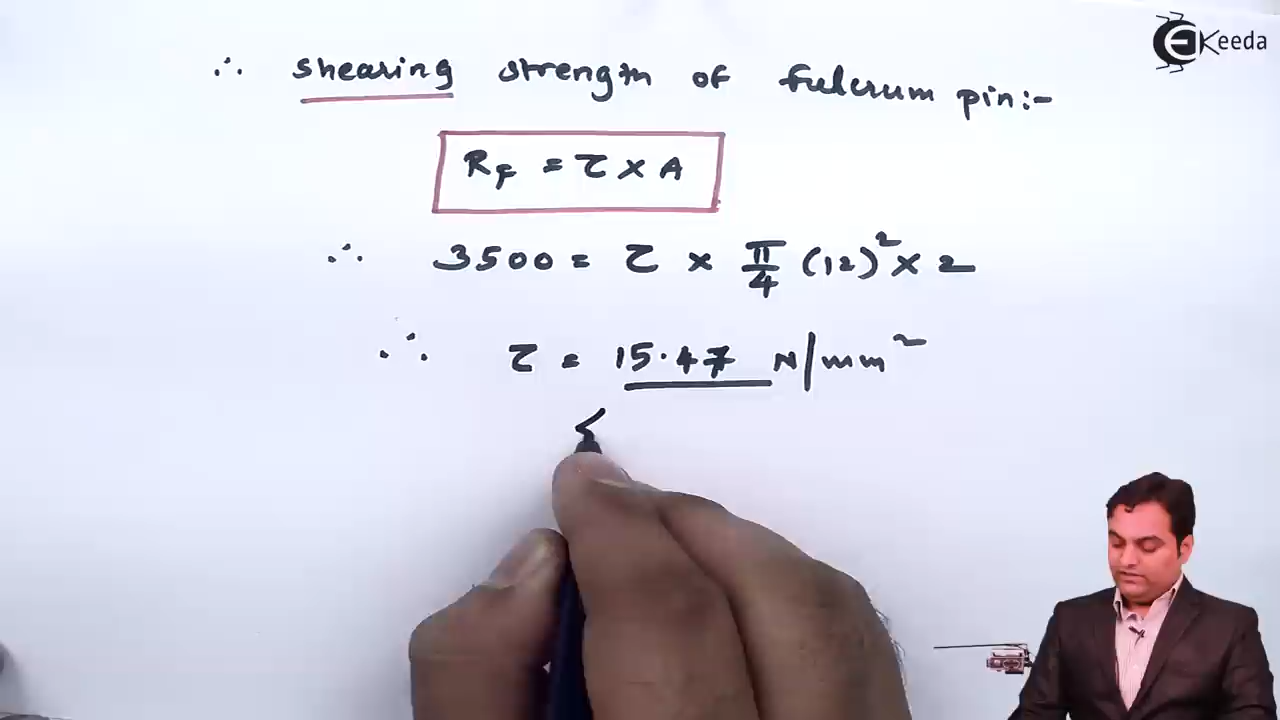 EKeeda
∴ shearing strength of fulcrum pin:-
R_F = τ × A
∴ 3500 = τ × π/4 (12)² × 2
∴ τ = 15.47 N/mm²
<